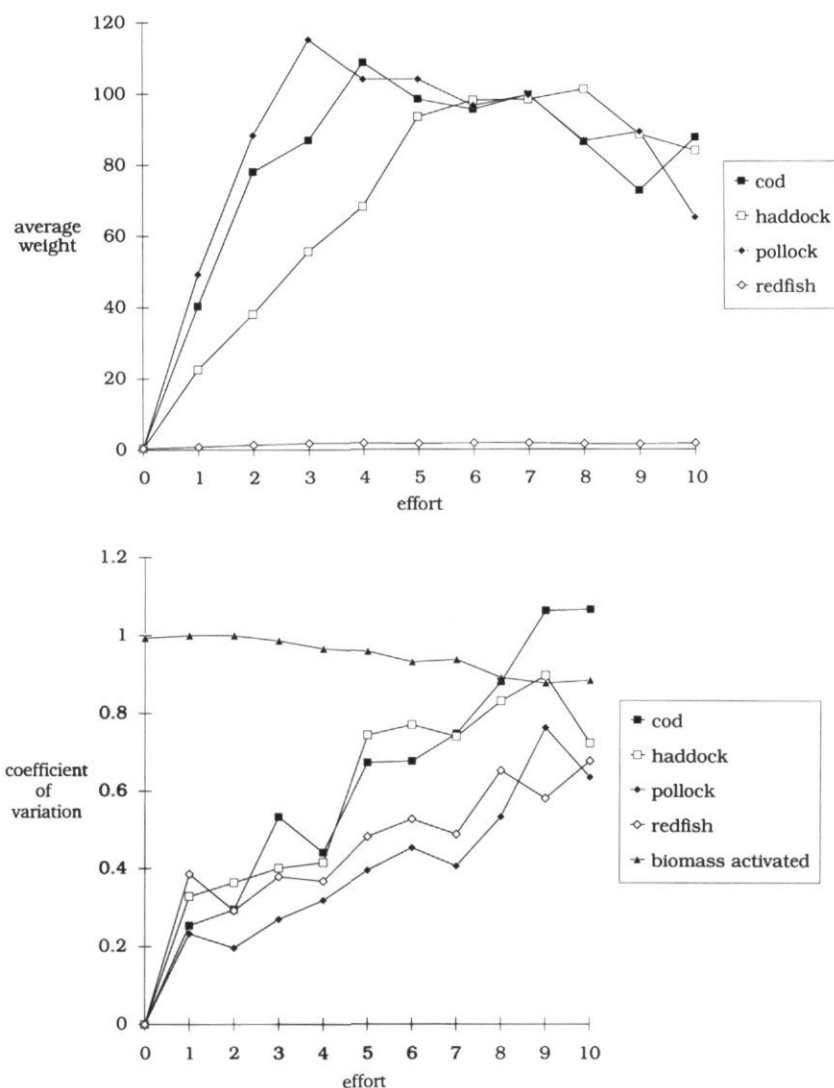 120
100
80
60
40
20
0
average
weight
0 1 2 3 4 5 6 7 8 9 10
effort
cod
haddock
pollock
redfish
1.2
1
0.8
0.6
0.4
0.2
0
coefficient
of
variation
0 1 2 3 4 5 6 7 8 9 10
effort
cod
haddock
pollock
redfish
biomass activated